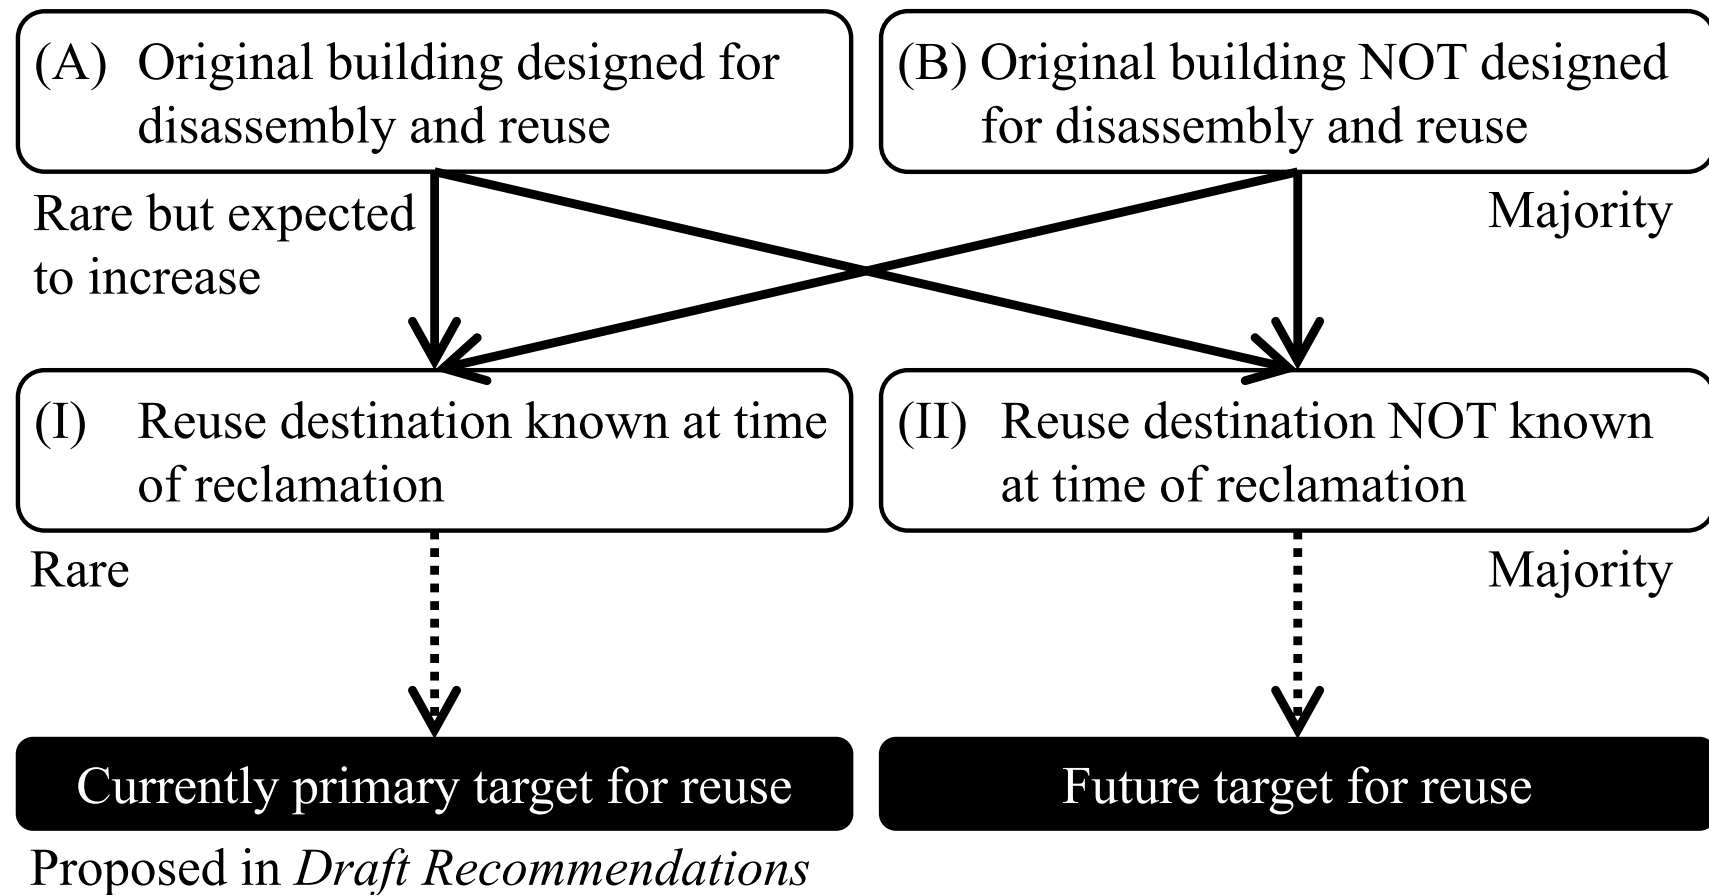 (A) Original building designed for
disassembly and reuse
(B) Original building NOT designed
for disassembly and reuse
Rare but expected
to increase
Majority
(I) Reuse destination known at time
of reclamation
(II) Reuse destination NOT known
at time of reclamation
Rare
Majority
Currently primary target for reuse
Future target for reuse
Proposed in Draft Recommendations